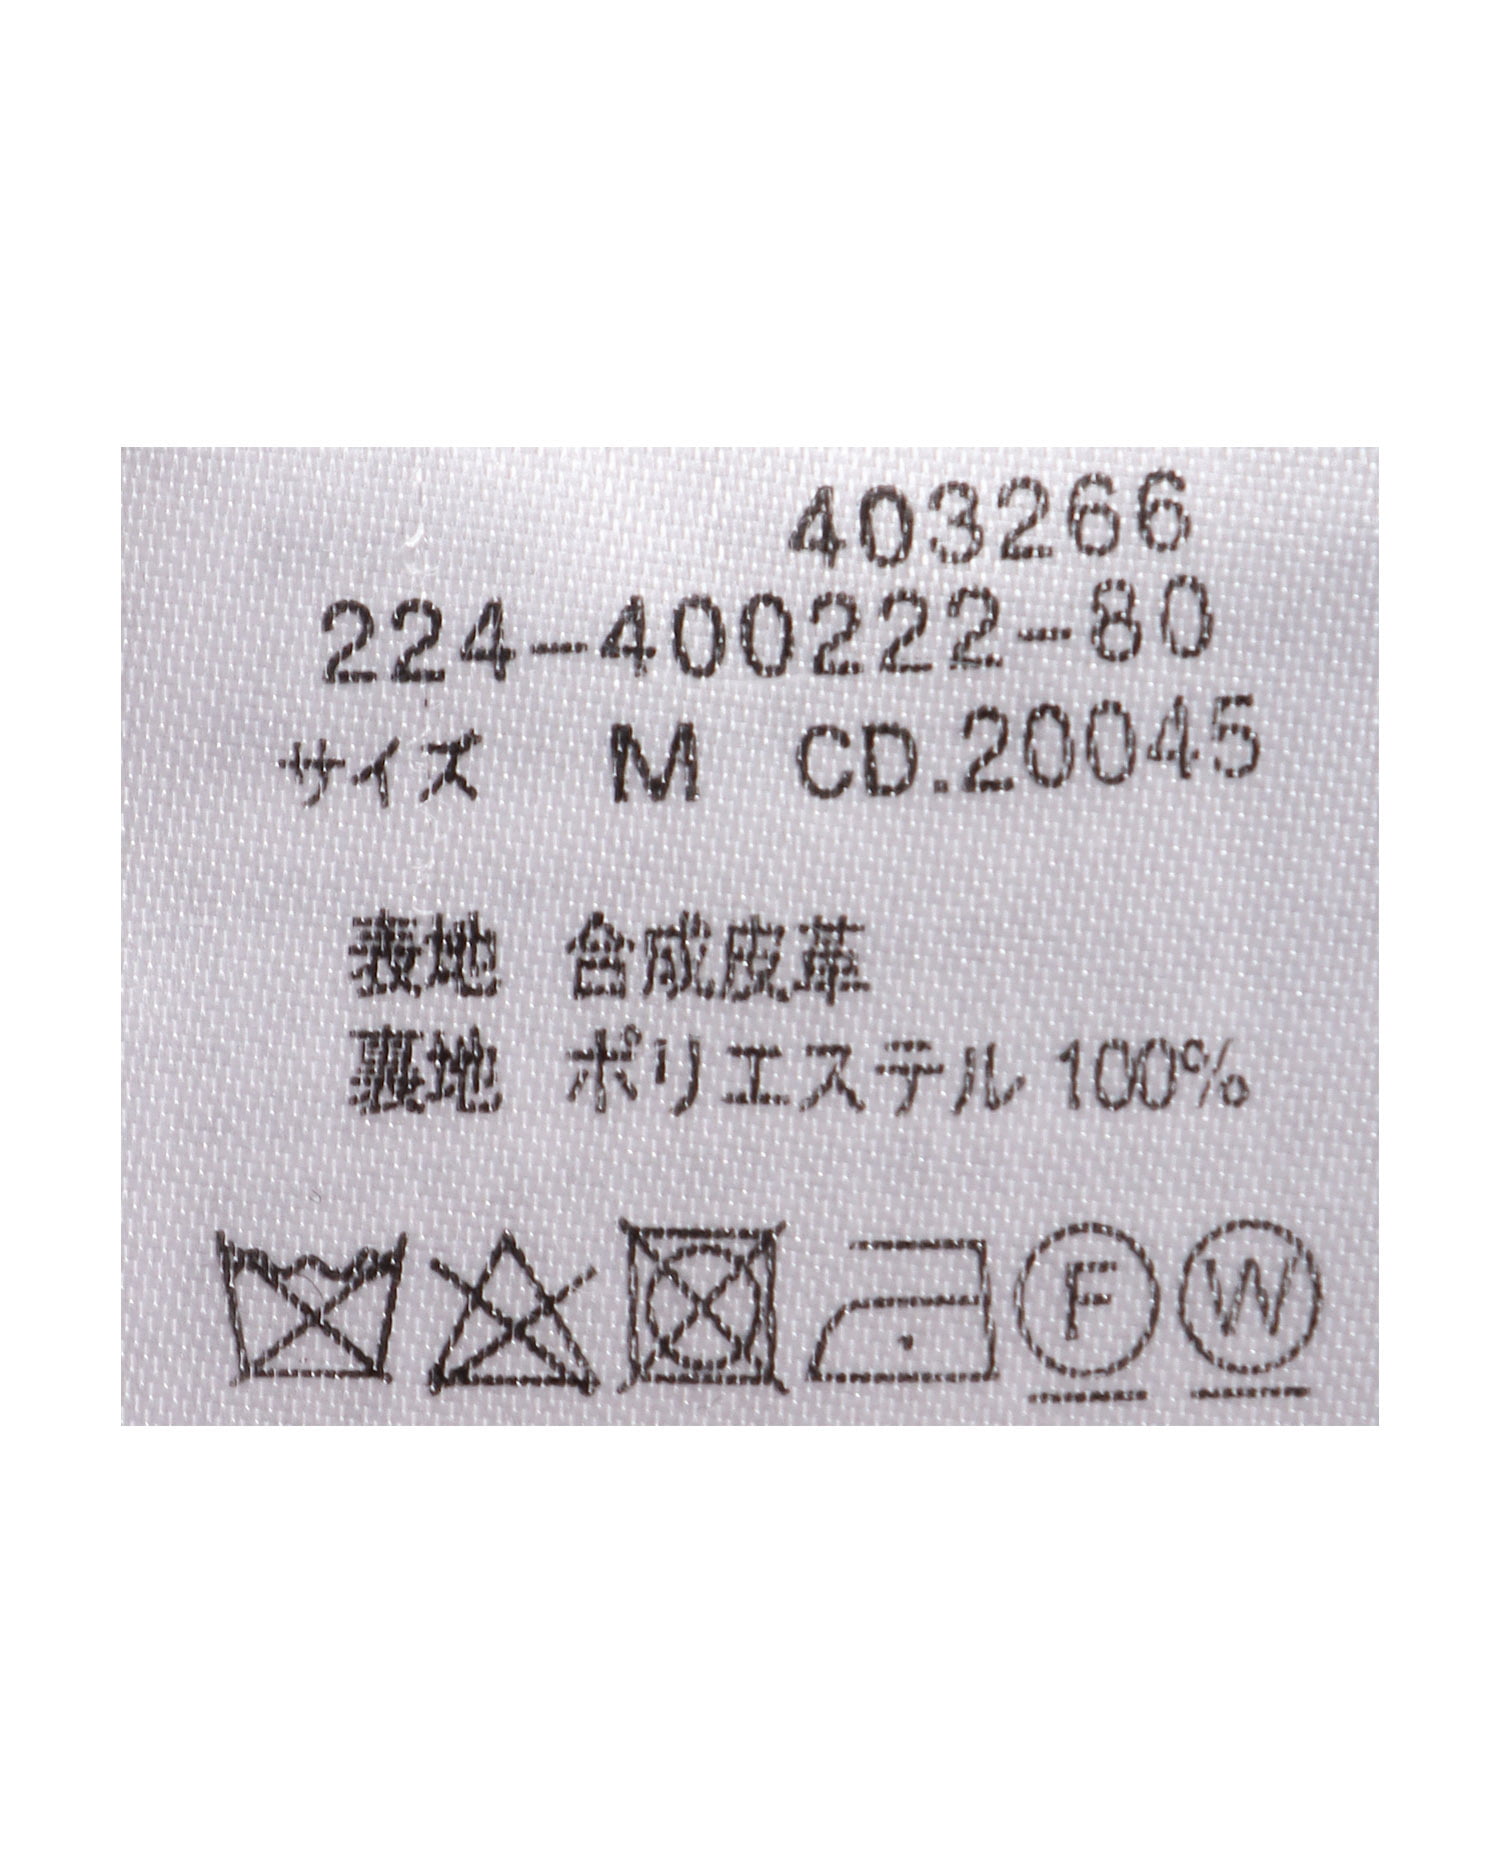 403266
224-400222-80
サイズ M CD.20045
表地 合成皮革
裏地 ポリエステル 100%
F W